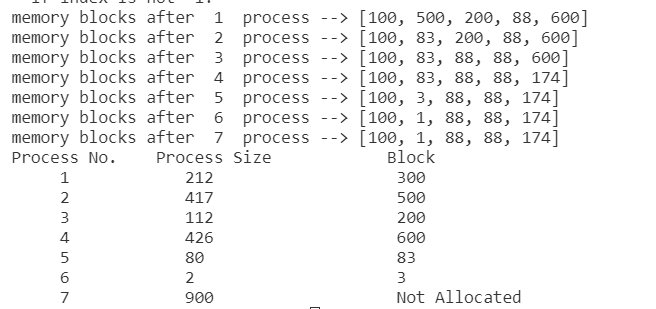 if index is not -1:
memory blocks after  1  process --> [100, 500, 200, 88, 600]
memory blocks after  2  process --> [100, 83, 200, 88, 600]
memory blocks after  3  process --> [100, 83, 88, 88, 600]
memory blocks after  4  process --> [100, 83, 88, 88, 174]
memory blocks after  5  process --> [100, 3, 88, 88, 174]
memory blocks after  6  process --> [100, 1, 88, 88, 174]
memory blocks after  7  process --> [100, 1, 88, 88, 174]
Process No.    Process Size            Block
1            212                  300
2            417                  500
3            112                  200
4            426                  600
5            80                  83
6            2                  3
7            900                  Not Allocated